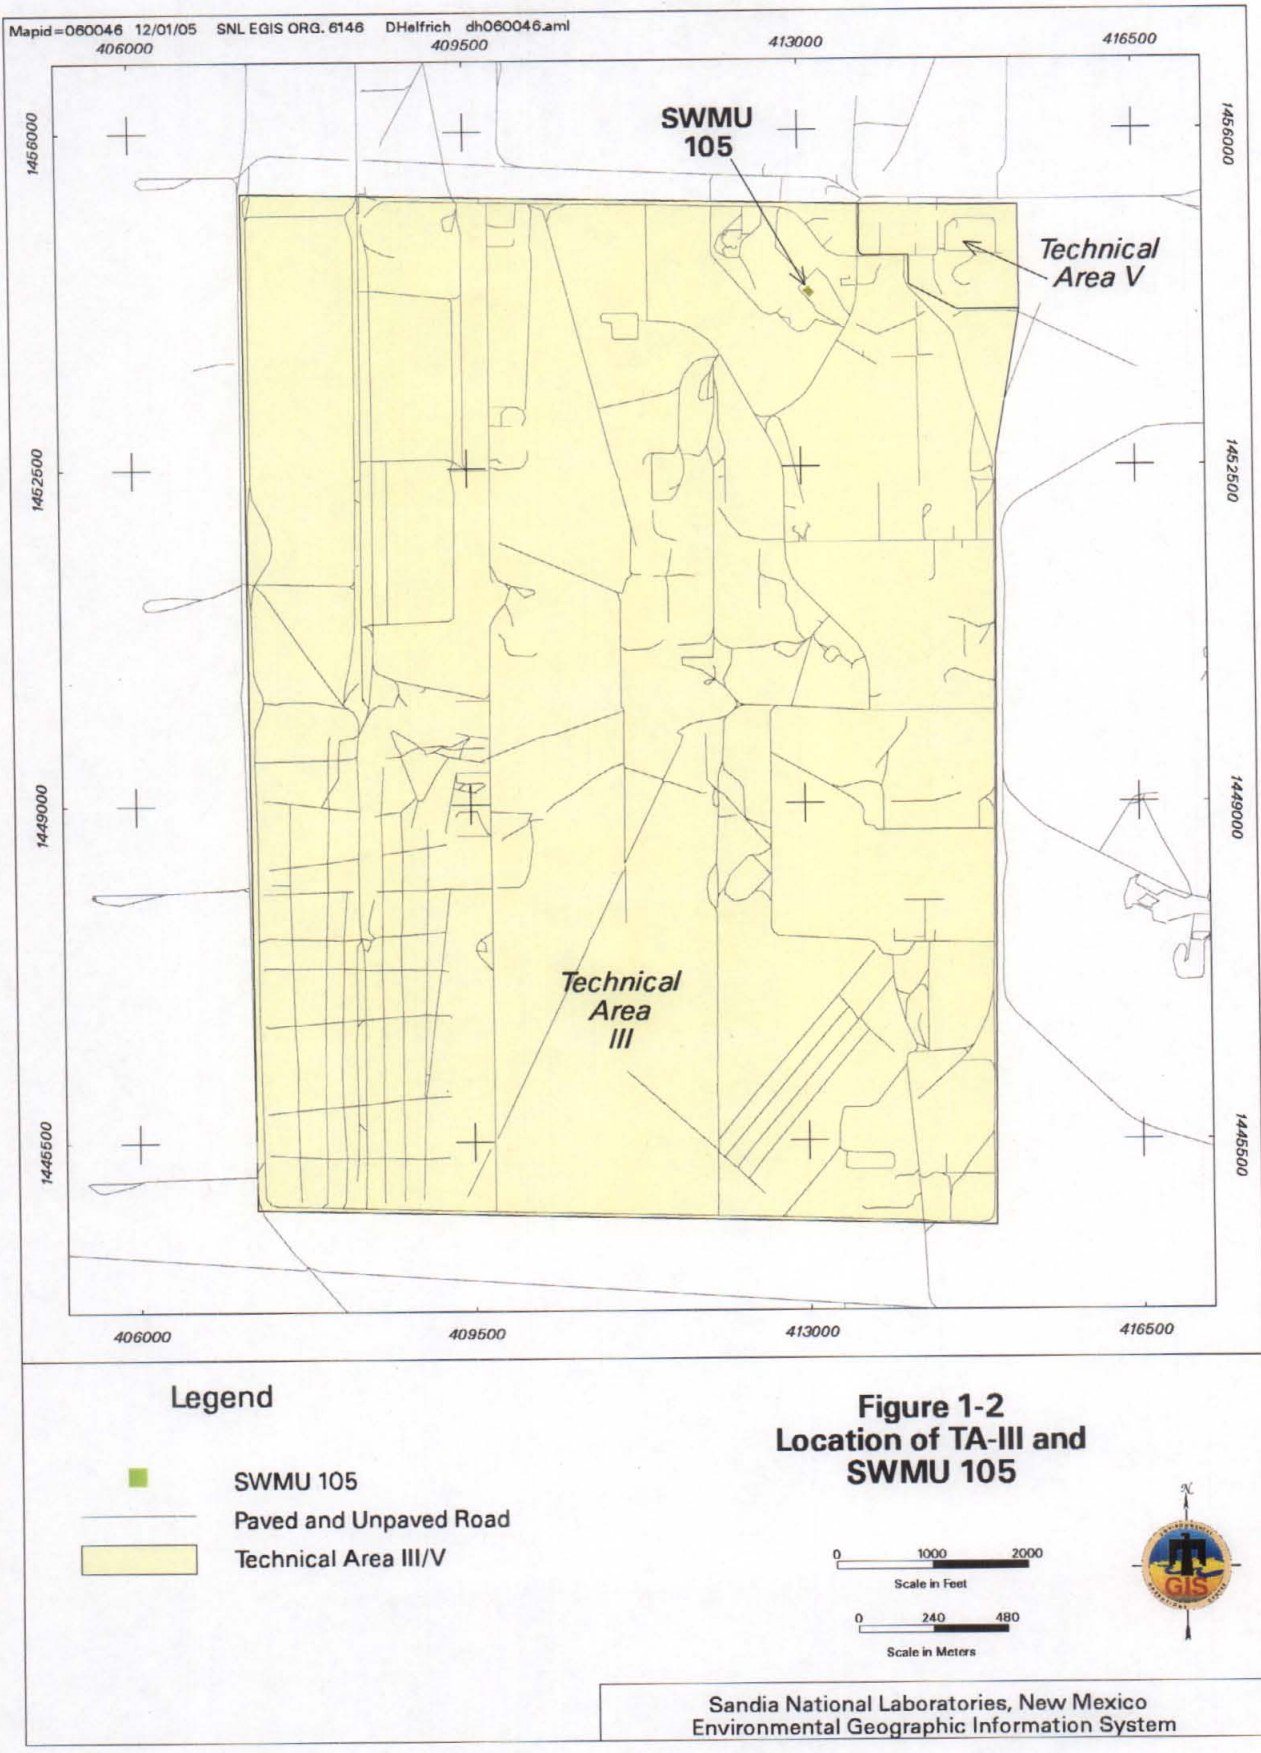 Mapid=060046 12/01/05 SNL EGIS ORG. 6146 DHelfrich dh060046.aml
406000 409500 413000 416500
1456000
1456000
SWMU
105
Technical
Area V
1452500
1452500
1449000
1449000
Technical
Area
III
1445500
1445500
406000 409500 413000 416500
Legend
SWMU 105
Paved and Unpaved Road
Technical Area III/V
Figure 1-2
Location of TA-III and
SWMU 105
0 1000 2000
Scale in Feet
0 240 480
Scale in Meters
N
ENVIRONMENTAL
GIS
Sandia National Laboratories, New Mexico
Environmental Geographic Information System